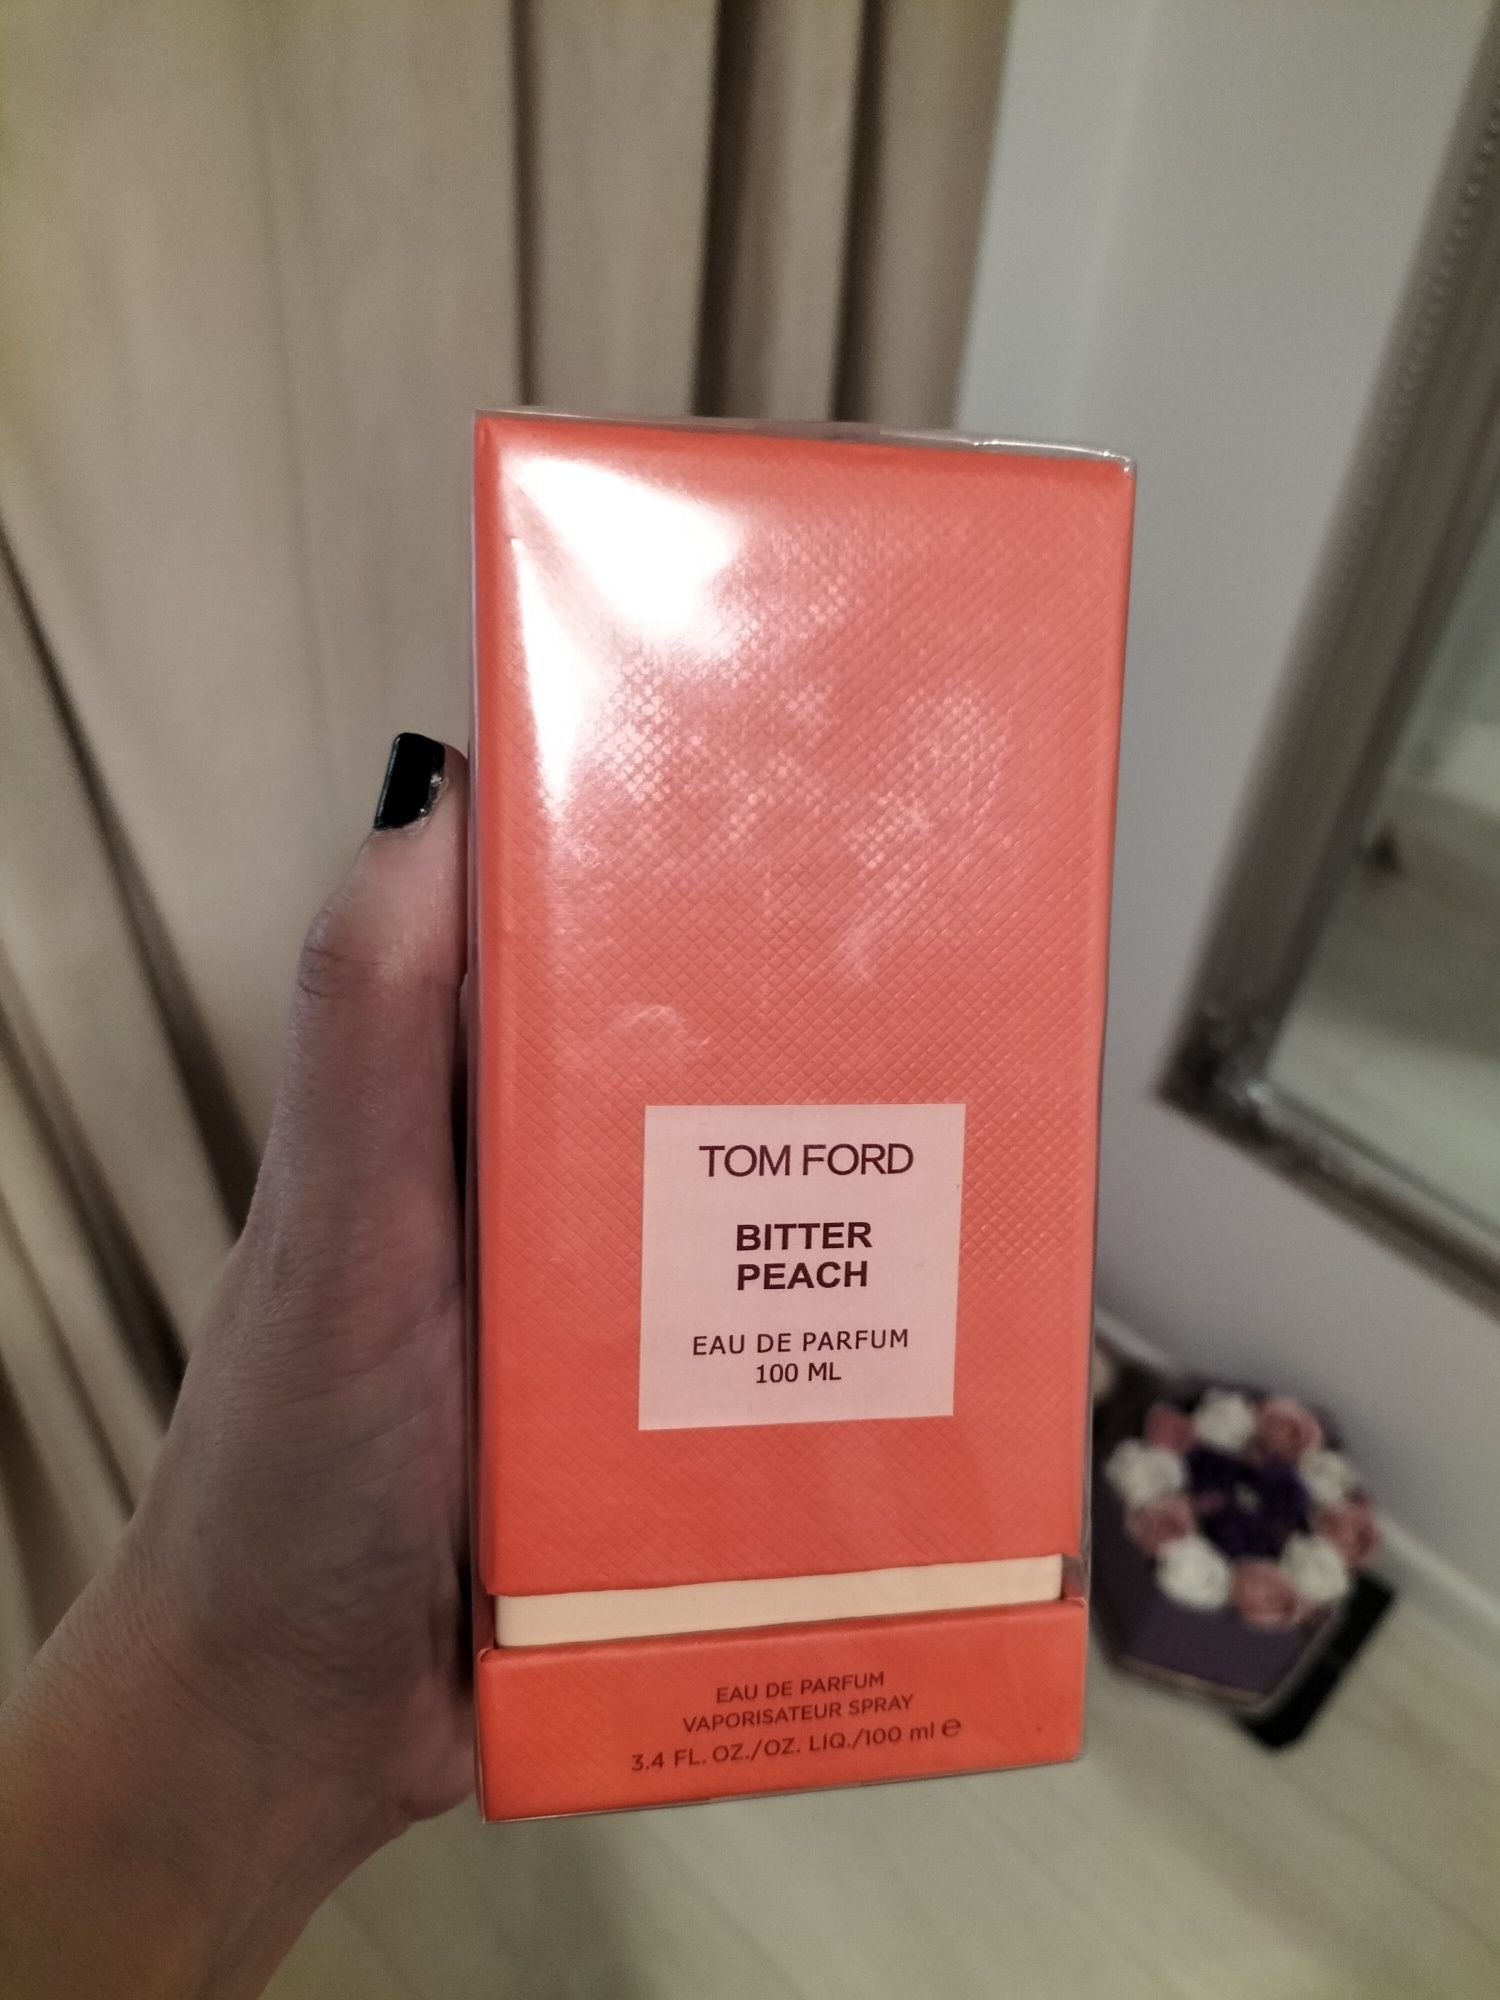 TOM FORD
BITTER
PEACH
EAU DE PARFUM
100 ML
EAU DE PARFUM
VAPORISATEUR SPRAY
3.4 FL. OZ./OZ. LIQ./100 ml ℮